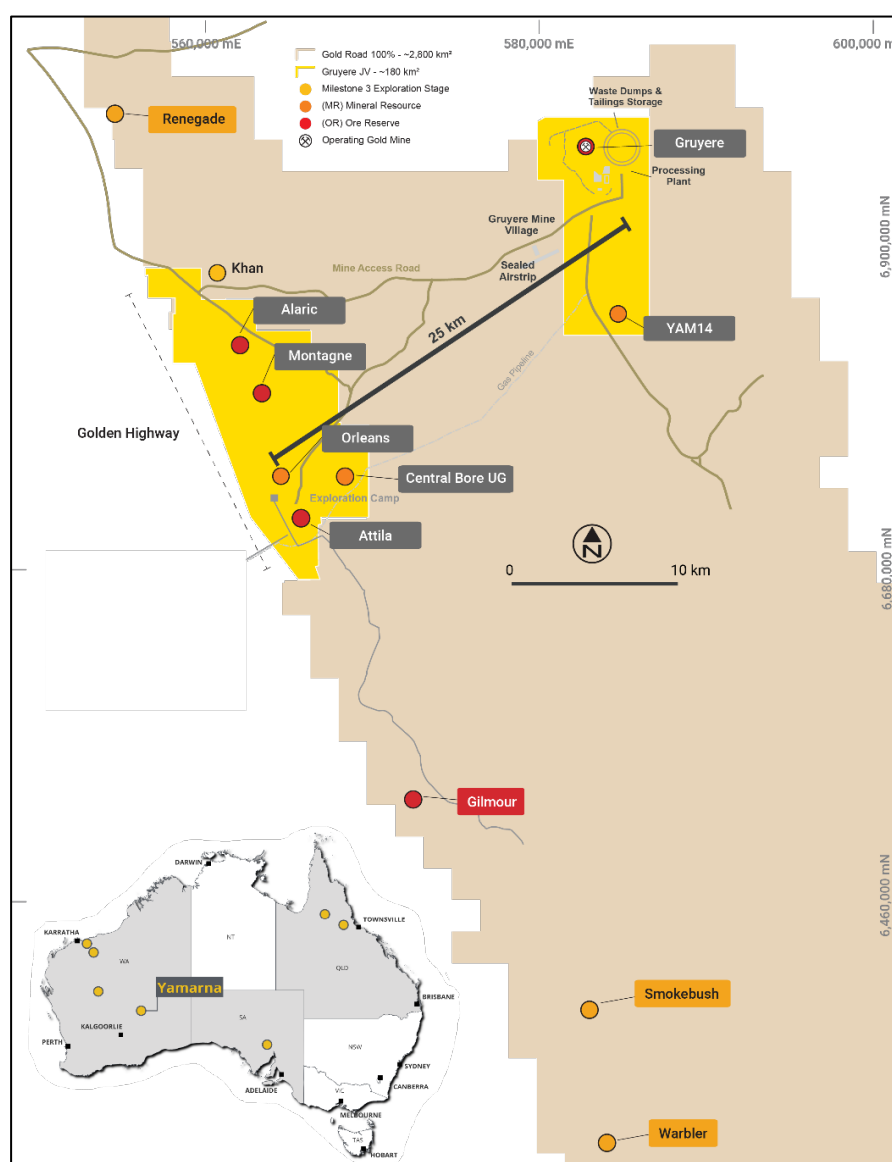 560,000 mE
580,000 mE
600,000 mE
Gold Road 100% - ~2,800 km²
Gruyere JV - ~180 km²
Milestone 3 Exploration Stage
(MR) Mineral Resource
(OR) Ore Reserve
Operating Gold Mine
Waste Dumps &
Tailings Storage
Renegade
Gruyere
Processing
Plant
Gruyere Mine
Village
6,900,000 mN
Sealed
Airstrip
Khan
Mine Access Road
Alaric
25 km
YAM14
Montagne
Gas Pipeline
Golden Highway
Orleans
Central Bore UG
Exploration Camp
Attila
N
0
10 km
6,680,000 mN
Gilmour
DARWIN
6,460,000 mN
TOWNSVILLE
KARRATHA
NT
WA
QLD
Yamarna
Smokebush
BRISBANE
SA
KALGOORLIE
PERTH
NSW
SYDNEY
CANBERRA
ADELAIDE
VIC
MELBOURNE
Warbler
TAS
HOBART